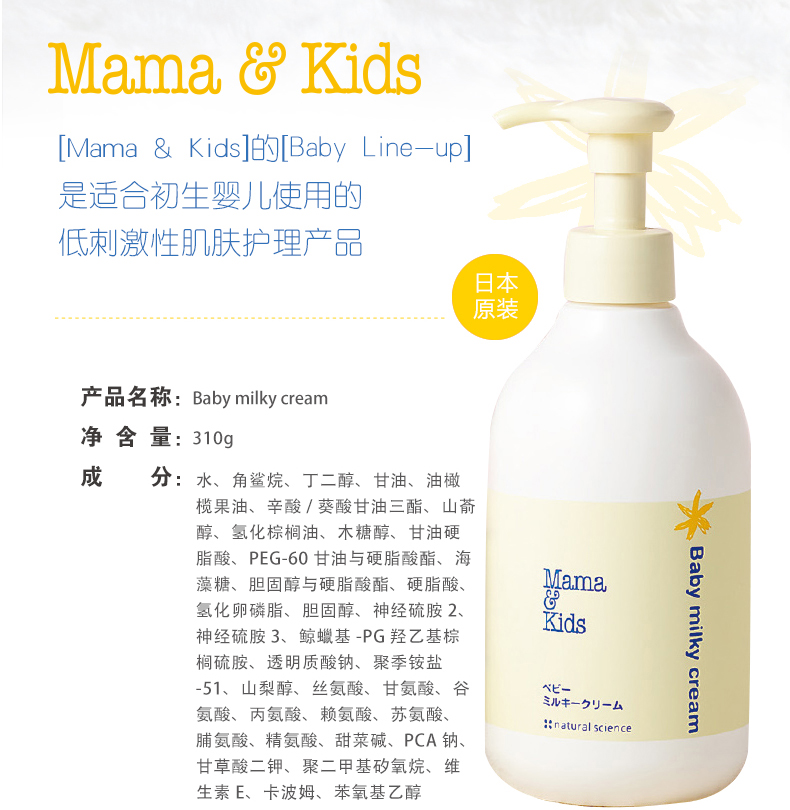 Mama & Kids
[Mama & Kids]的[Baby Line-up]
是适合初生婴儿使用的
低刺激性肌肤护理产品
日本
原装
产品名称：Baby milky cream
净 含 量：310g
成 分：水、角鲨烷、丁二醇、甘油、油橄
榄果油、辛酸/葵酸甘油三酯、山萮
醇、氢化棕榈油、木糖醇、甘油硬
脂酸、PEG-60甘油与硬脂酸酯、海
藻糖、胆固醇与硬脂酸酯、硬脂酸、
氢化卵磷脂、胆固醇、神经硫胺2、
神经硫胺3、鲸蠟基-PG羟乙基棕
榈硫胺、透明质酸钠、聚季铵盐
-51、山梨醇、丝氨酸、甘氨酸、谷
氨酸、丙氨酸、赖氨酸、苏氨酸、
脯氨酸、精氨酸、甜菜碱、PCA钠、
甘草酸二钾、聚二甲基矽氧烷、维
生素E、卡波姆、苯氧基乙醇
Mama
&
Kids
ベビー
ミルキークリーム
natural science
Baby milky cream